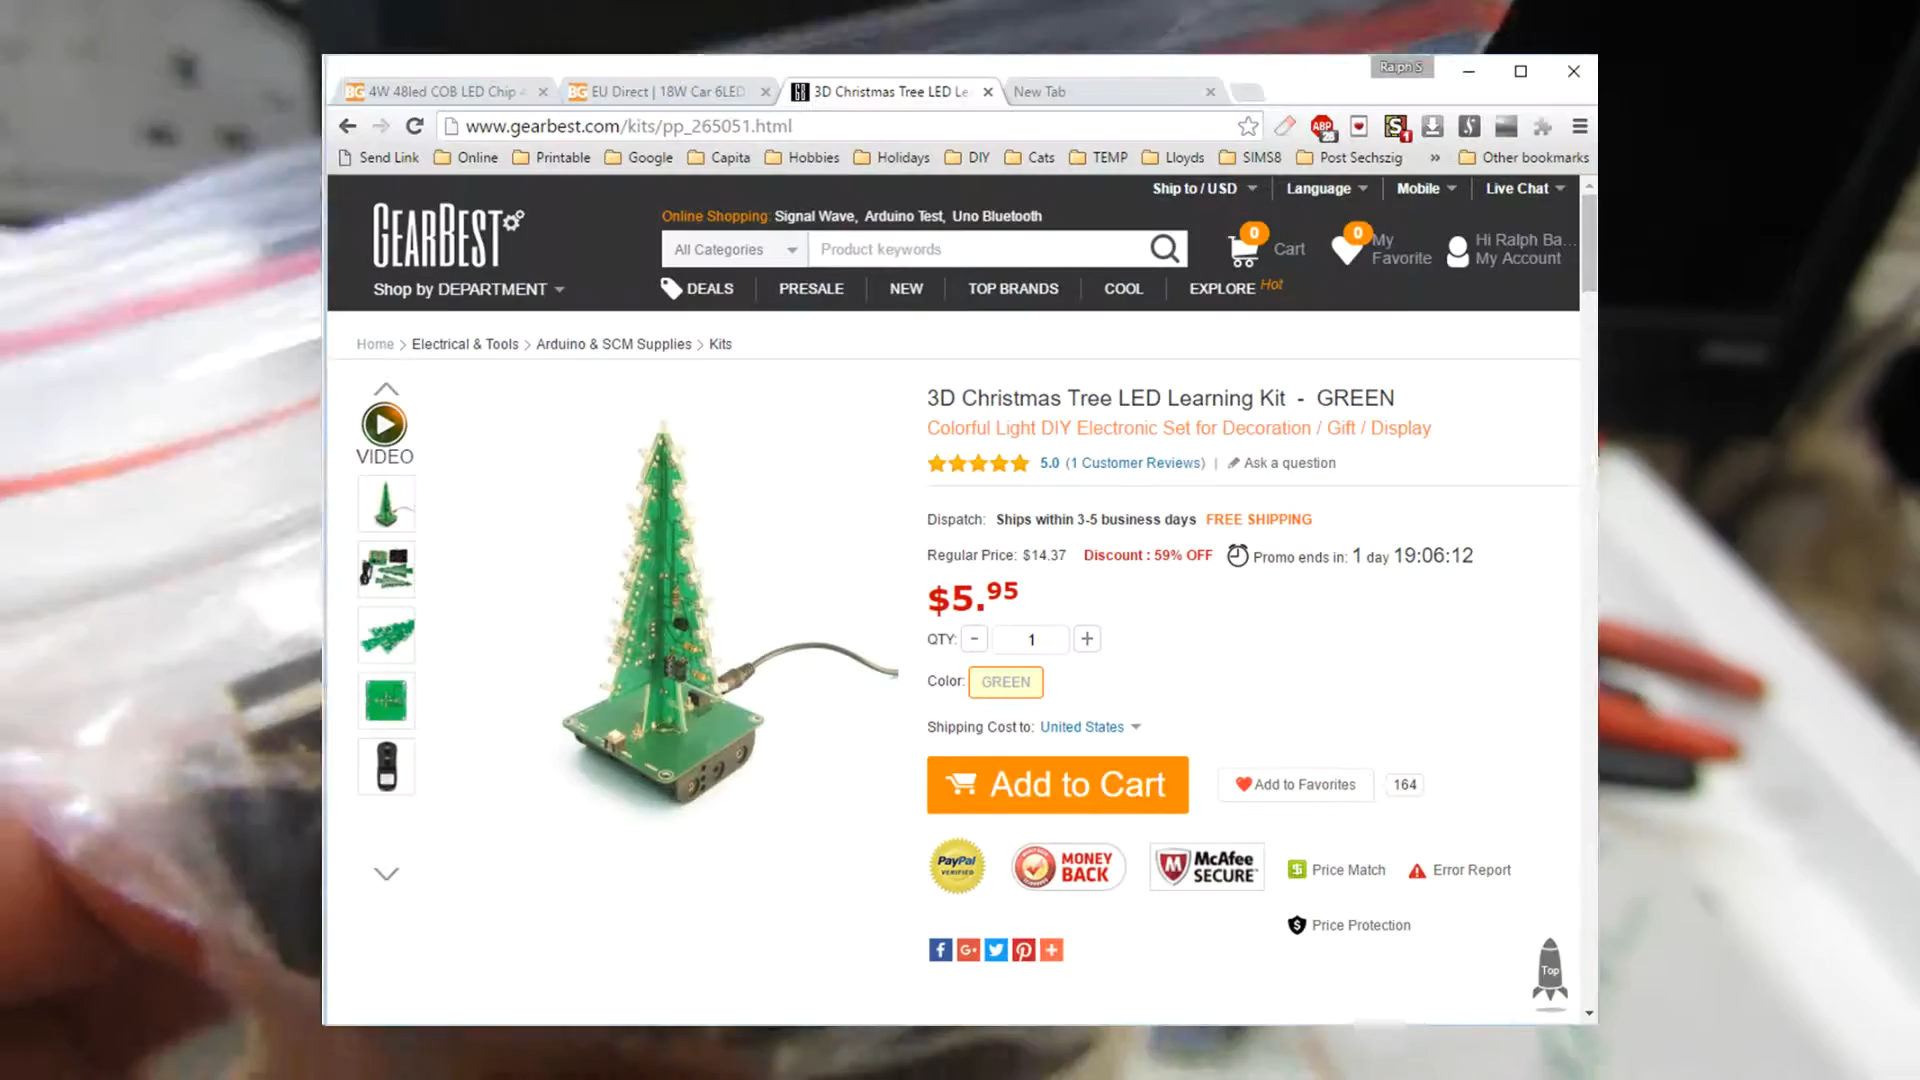 Ralph S
4W 48led COB LED Chip
EU Direct | 18W Car 6LED
3D Christmas Tree LED Le
New Tab
www.gearbest.com/kits/pp_265051.html
ABP
28
1
Send Link Online Printable Google Capita Hobbies Holidays DIY Cats TEMP Lloyds SIMS8 Post Sechszig » Other bookmarks
Ship to / USD Language Mobile Live Chat
GEARBEST
Online Shopping: Signal Wave, Arduino Test, Uno Bluetooth
All Categories Product keywords
0 Cart
0 My Favorite
Hi Ralph Ba...
My Account
Shop by DEPARTMENT
DEALS PRESALE NEW TOP BRANDS COOL EXPLORE Hot
Home > Electrical & Tools > Arduino & SCM Supplies > Kits
VIDEO
3D Christmas Tree LED Learning Kit - GREEN
Colorful Light DIY Electronic Set for Decoration / Gift / Display
5.0 (1 Customer Reviews) | Ask a question
Dispatch: Ships within 3-5 business days FREE SHIPPING
Regular Price: $14.37 Discount : 59% OFF Promo ends in: 1 day 19:06:12
$5.95
QTY: - 1 +
Color: GREEN
Shipping Cost to: United States
Add to Cart
Add to Favorites 164
PayPal
VERIFIED
MONEY
BACK
McAfee
SECURE
Price Match Error Report
Price Protection
Top